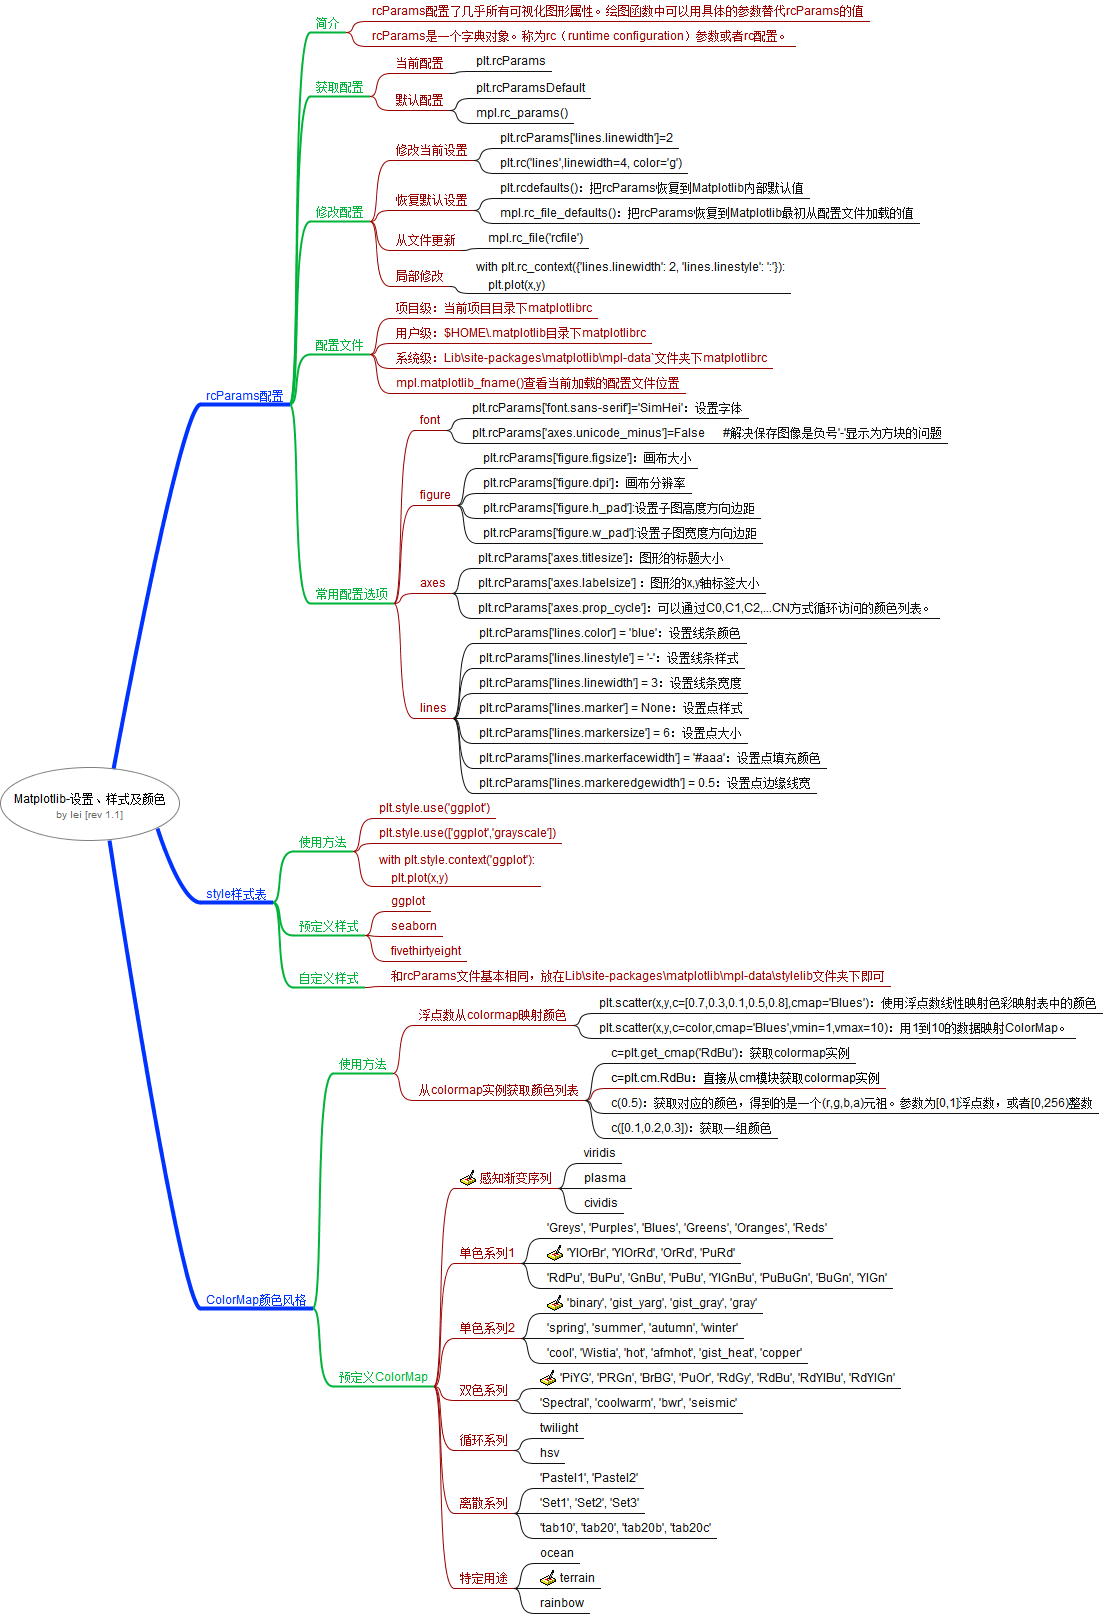 简介
rcParams配置了几乎所有可视化图形属性。绘图函数中可以用具体的参数替代rcParams的值
rcParams是一个字典对象。称为rc（runtime configuration）参数或者rc配置。
获取配置
当前配置
plt.rcParams
默认配置
plt.rcParamsDefault
mpl.rc_params()
修改配置
修改当前设置
plt.rcParams['lines.linewidth']=2
plt.rc('lines',linewidth=4, color='g')
恢复默认设置
plt.rcdefaults()：把rcParams恢复到Matplotlib内部默认值
mpl.rc_file_defaults()：把rcParams恢复到Matplotlib最初从配置文件加载的值
从文件更新
mpl.rc_file('rcfile')
局部修改
with plt.rc_context({'lines.linewidth': 2, 'lines.linestyle': ':'}):
plt.plot(x,y)
配置文件
项目级：当前项目目录下matplotlibrc
用户级：$HOME\.matplotlib目录下matplotlibrc
系统级：Lib\site-packages\matplotlib\mpl-data`文件夹下matplotlibrc
mpl.matplotlib_fname()查看当前加载的配置文件位置
rcParams配置
常用配置选项
font
plt.rcParams['font.sans-serif']='SimHei'：设置字体
plt.rcParams['axes.unicode_minus']=False #解决保存图像是负号'-'显示为方块的问题
figure
plt.rcParams['figure.figsize']：画布大小
plt.rcParams['figure.dpi']：画布分辨率
plt.rcParams['figure.h_pad']:设置子图高度方向边距
plt.rcParams['figure.w_pad']:设置子图宽度方向边距
axes
plt.rcParams['axes.titlesize']：图形的标题大小
plt.rcParams['axes.labelsize']：图形的x,y轴标签大小
plt.rcParams['axes.prop_cycle']：可以通过C0,C1,C2,...CN方式循环访问的颜色列表。
lines
plt.rcParams['lines.color'] = 'blue'：设置线条颜色
plt.rcParams['lines.linestyle'] = '-'：设置线条样式
plt.rcParams['lines.linewidth'] = 3：设置线条宽度
plt.rcParams['lines.marker'] = None：设置点样式
plt.rcParams['lines.markersize'] = 6：设置点大小
plt.rcParams['lines.markerfacewidth'] = '#aaa'：设置点填充颜色
plt.rcParams['lines.markeredgewidth'] = 0.5：设置点边缘线宽
Matplotlib-设置、样式及颜色
by lei [rev 1.1]
style样式表
使用方法
plt.style.use('ggplot')
plt.style.use(['ggplot','grayscale'])
with plt.style.context('ggplot'):
plt.plot(x,y)
预定义样式
ggplot
seaborn
fivethirtyeight
自定义样式
和rcParams文件基本相同，放在Lib\site-packages\matplotlib\mpl-data\stylelib文件夹下即可
ColorMap颜色风格
使用方法
浮点数从colormap映射颜色
plt.scatter(x,y,c=[0.7,0.3,0.1,0.5,0.8],cmap='Blues')：使用浮点数线性映射色彩映射表中的颜色
plt.scatter(x,y,c=color,cmap='Blues',vmin=1,vmax=10)：用1到10的数据映射ColorMap。
从colormap实例获取颜色列表
c=plt.get_cmap('RdBu')：获取colormap实例
c=plt.cm.RdBu：直接从cm模块获取colormap实例
c(0.5)：获取对应的颜色，得到的是一个(r,g,b,a)元祖。参数为[0,1]浮点数，或者[0,256)整数
c([0.1,0.2,0.3])：获取一组颜色
预定义ColorMap
感知渐变序列
viridis
plasma
cividis
单色系列1
'Greys', 'Purples', 'Blues', 'Greens', 'Oranges', 'Reds'
'YlOrBr', 'YlOrRd', 'OrRd', 'PuRd'
'RdPu', 'BuPu', 'GnBu', 'PuBu', 'YlGnBu', 'PuBuGn', 'BuGn', 'YlGn'
单色系列2
'binary', 'gist_yarg', 'gist_gray', 'gray'
'spring', 'summer', 'autumn', 'winter'
'cool', 'Wistia', 'hot', 'afmhot', 'gist_heat', 'copper'
双色系列
'PiYG', 'PRGn', 'BrBG', 'PuOr', 'RdGy', 'RdBu', 'RdYlBu', 'RdYlGn'
'Spectral', 'coolwarm', 'bwr', 'seismic'
循环系列
twilight
hsv
离散系列
'Pastel1', 'Pastel2'
'Set1', 'Set2', 'Set3'
'tab10', 'tab20', 'tab20b', 'tab20c'
特定用途
ocean
terrain
rainbow